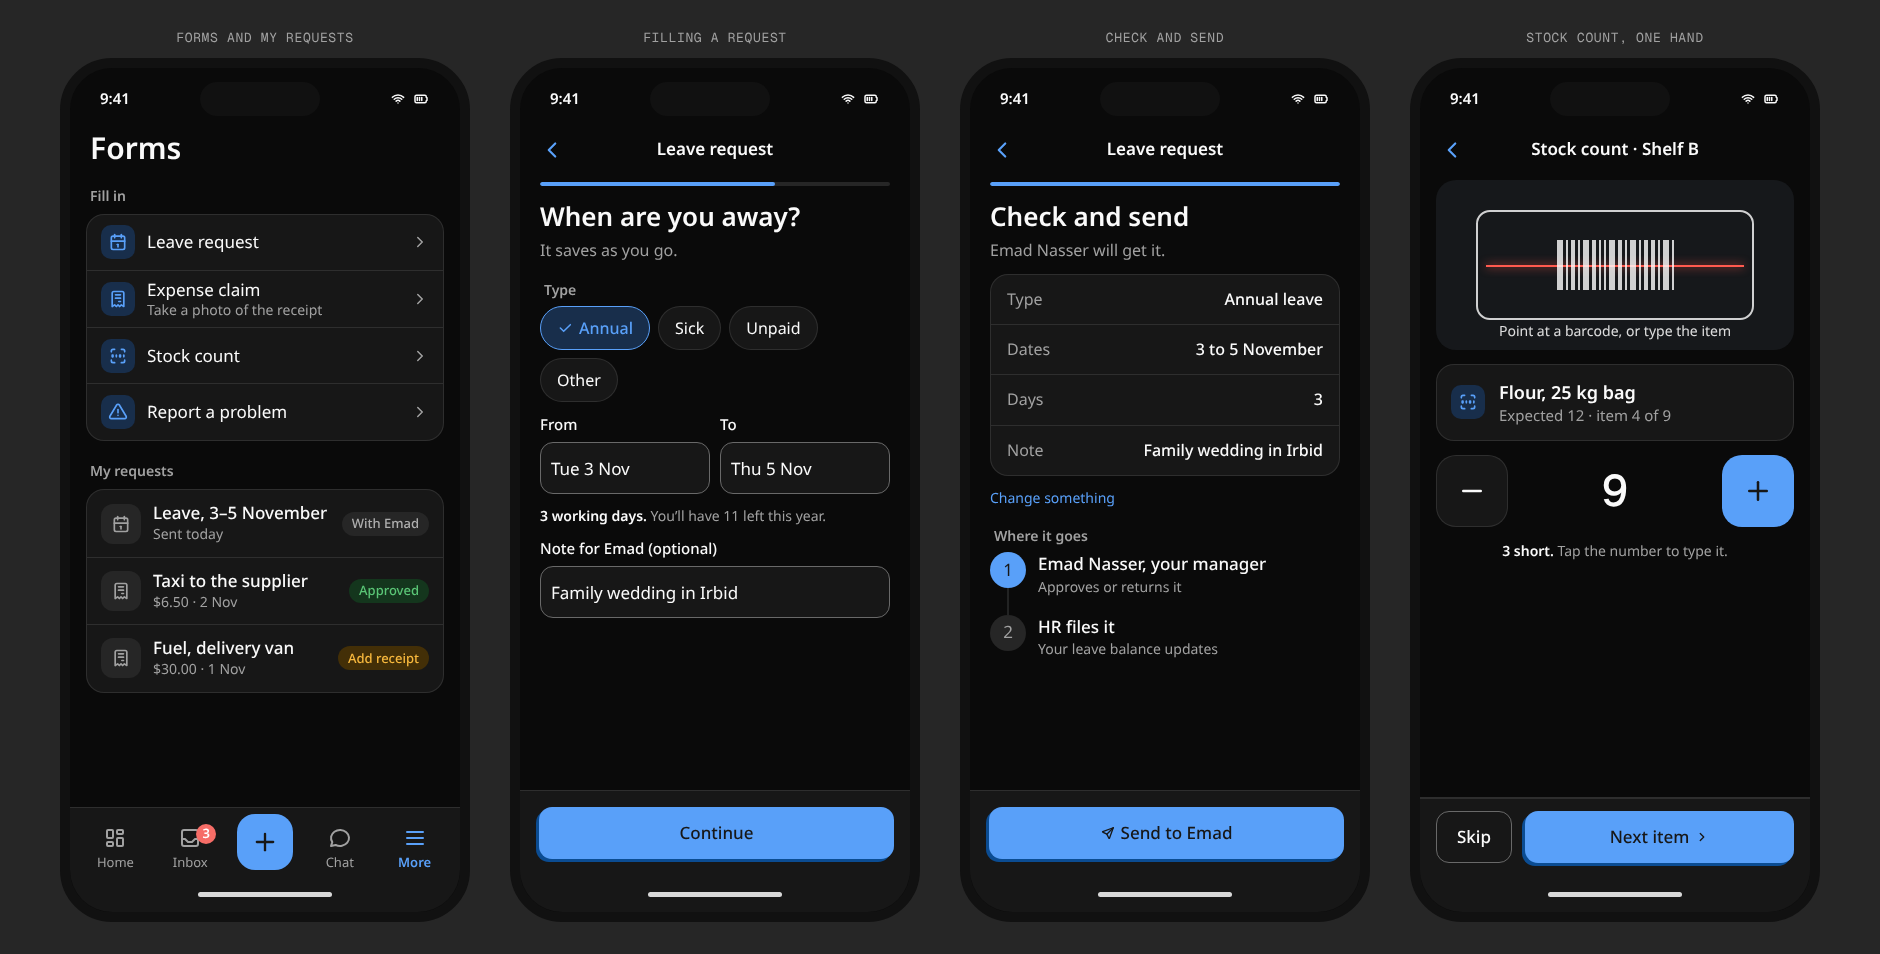 FORMS AND MY REQUESTS
9:41
Forms
Fill in
Leave request
Expense claim
Take a photo of the receipt
Stock count
Report a problem
My requests
Leave, 3–5 November
Sent today
With Emad
Taxi to the supplier
$6.50 · 2 Nov
Approved
Fuel, delivery van
$30.00 · 1 Nov
Add receipt
Home
Inbox
3
Chat
More
FILLING A REQUEST
9:41
Leave request
When are you away?
It saves as you go.
Type
Annual
Sick
Unpaid
Other
From
To
Tue 3 Nov
Thu 5 Nov
3 working days. You’ll have 11 left this year.
Note for Emad (optional)
Family wedding in Irbid
Continue
CHECK AND SEND
9:41
Leave request
Check and send
Emad Nasser will get it.
Type Annual leave
Dates 3 to 5 November
Days 3
Note Family wedding in Irbid
Change something
Where it goes
1
Emad Nasser, your manager
Approves or returns it
2
HR files it
Your leave balance updates
Send to Emad
STOCK COUNT, ONE HAND
9:41
Stock count · Shelf B
Point at a barcode, or type the item
Flour, 25 kg bag
Expected 12 · item 4 of 9
9
3 short. Tap the number to type it.
Skip
Next item